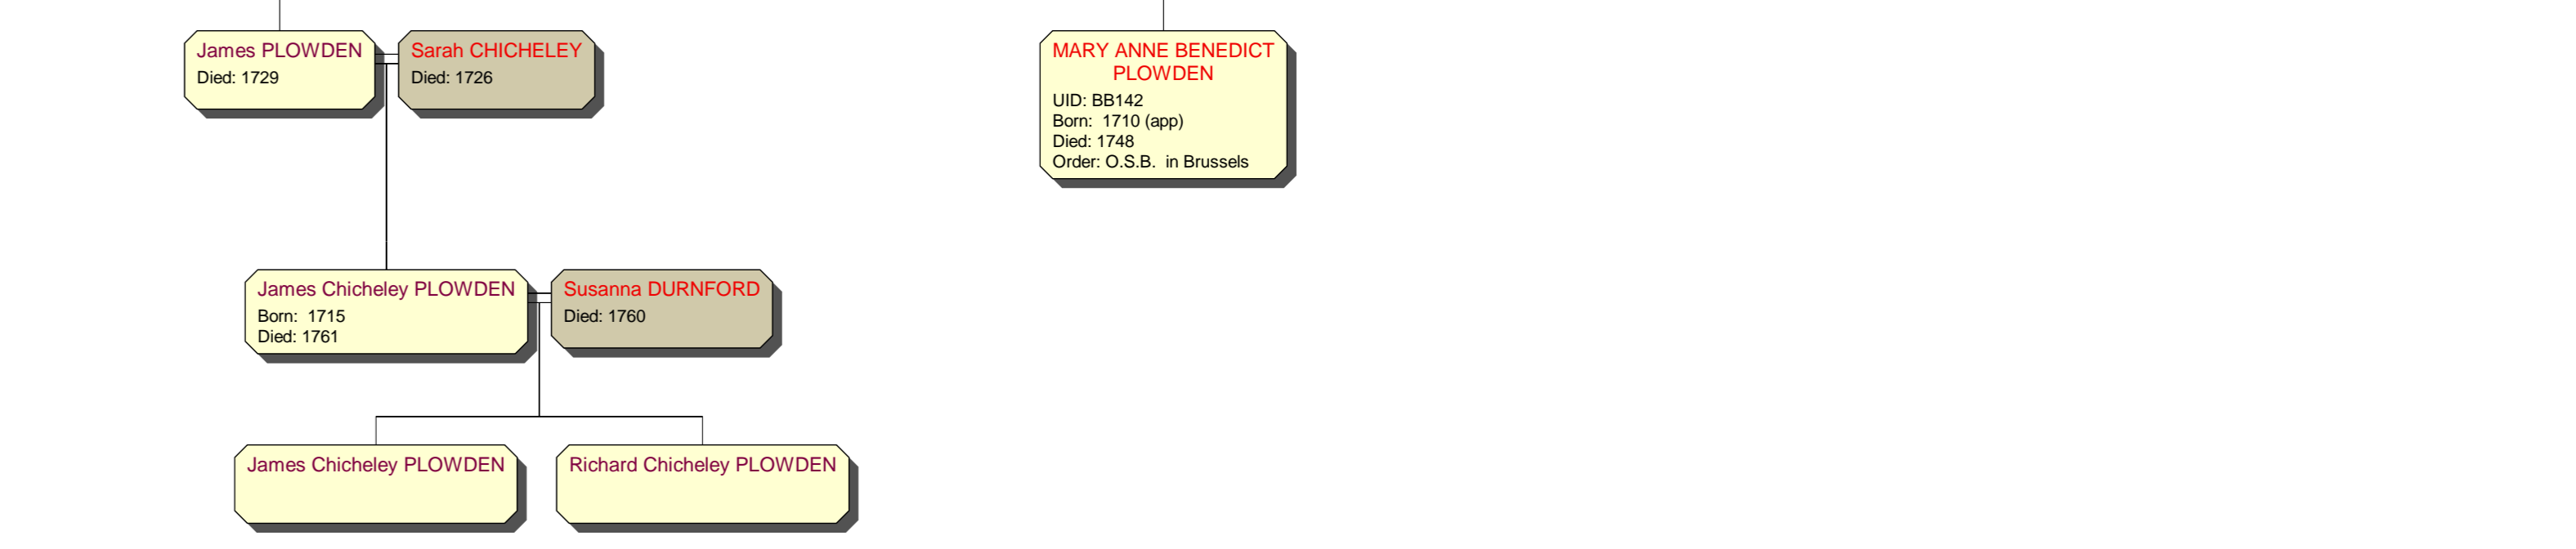 James PLOWDEN
Died: 1729
Sarah CHICHELEY
Died: 1726
MARY ANNE BENEDICT
PLOWDEN
UID: BB142
Born:  1710 (app)
Died: 1748
Order: O.S.B.  in Brussels
James Chicheley PLOWDEN
Born:  1715
Died: 1761
Susanna DURNFORD
Died: 1760
James Chicheley PLOWDEN
Richard Chicheley PLOWDEN